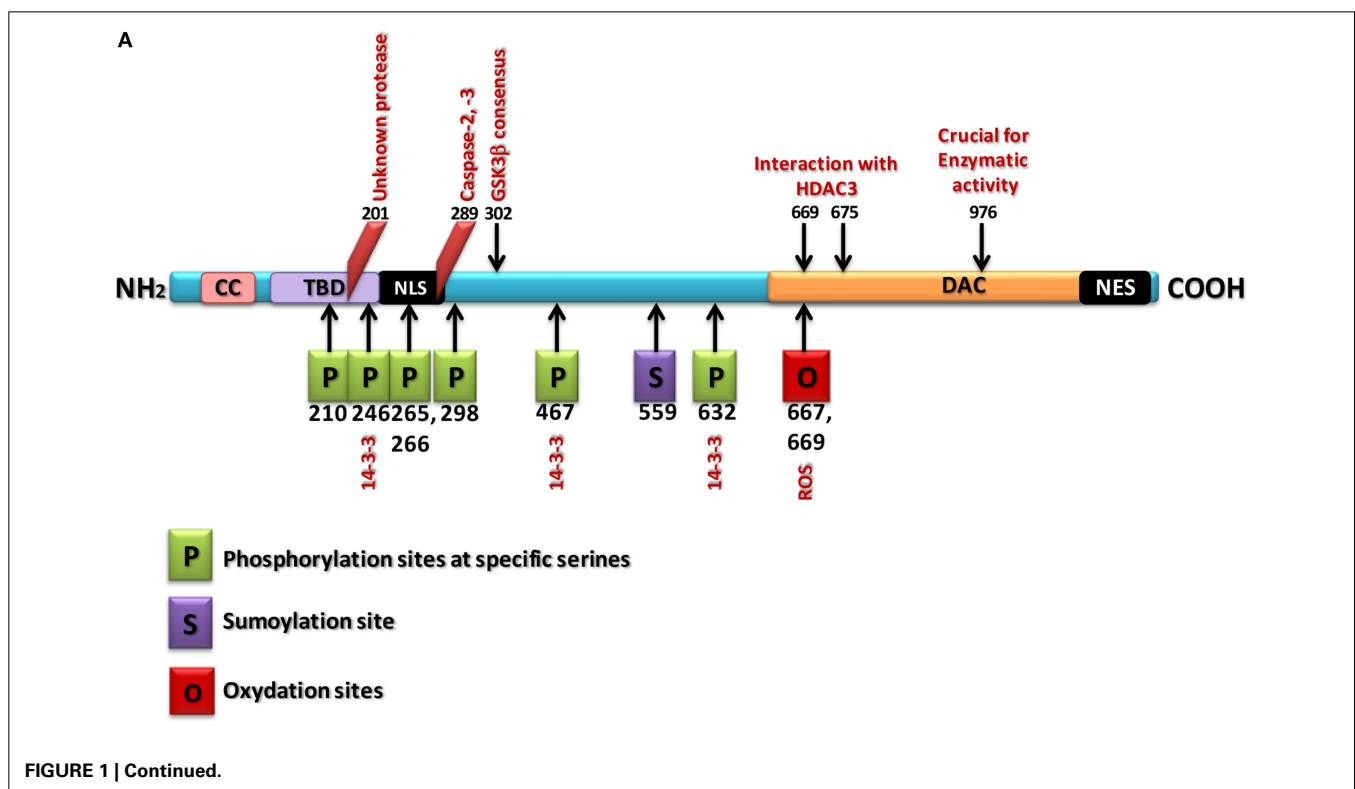 A
Unknown protease
Caspase-2, -3
GSK3β consensus
Interaction with
HDAC3
Crucial for
Enzymatic
activity
201
289
302
669
675
976
NH2
CC
TBD
NLS
DAC
NES
COOH
P
P
P
P
P
S
P
O
210
246
265,
266
298
467
559
632
667,
669
14-3-3
14-3-3
14-3-3
ROS
P Phosphorylation sites at specific serines
S Sumoylation site
O Oxydation sites
FIGURE 1 | Continued.